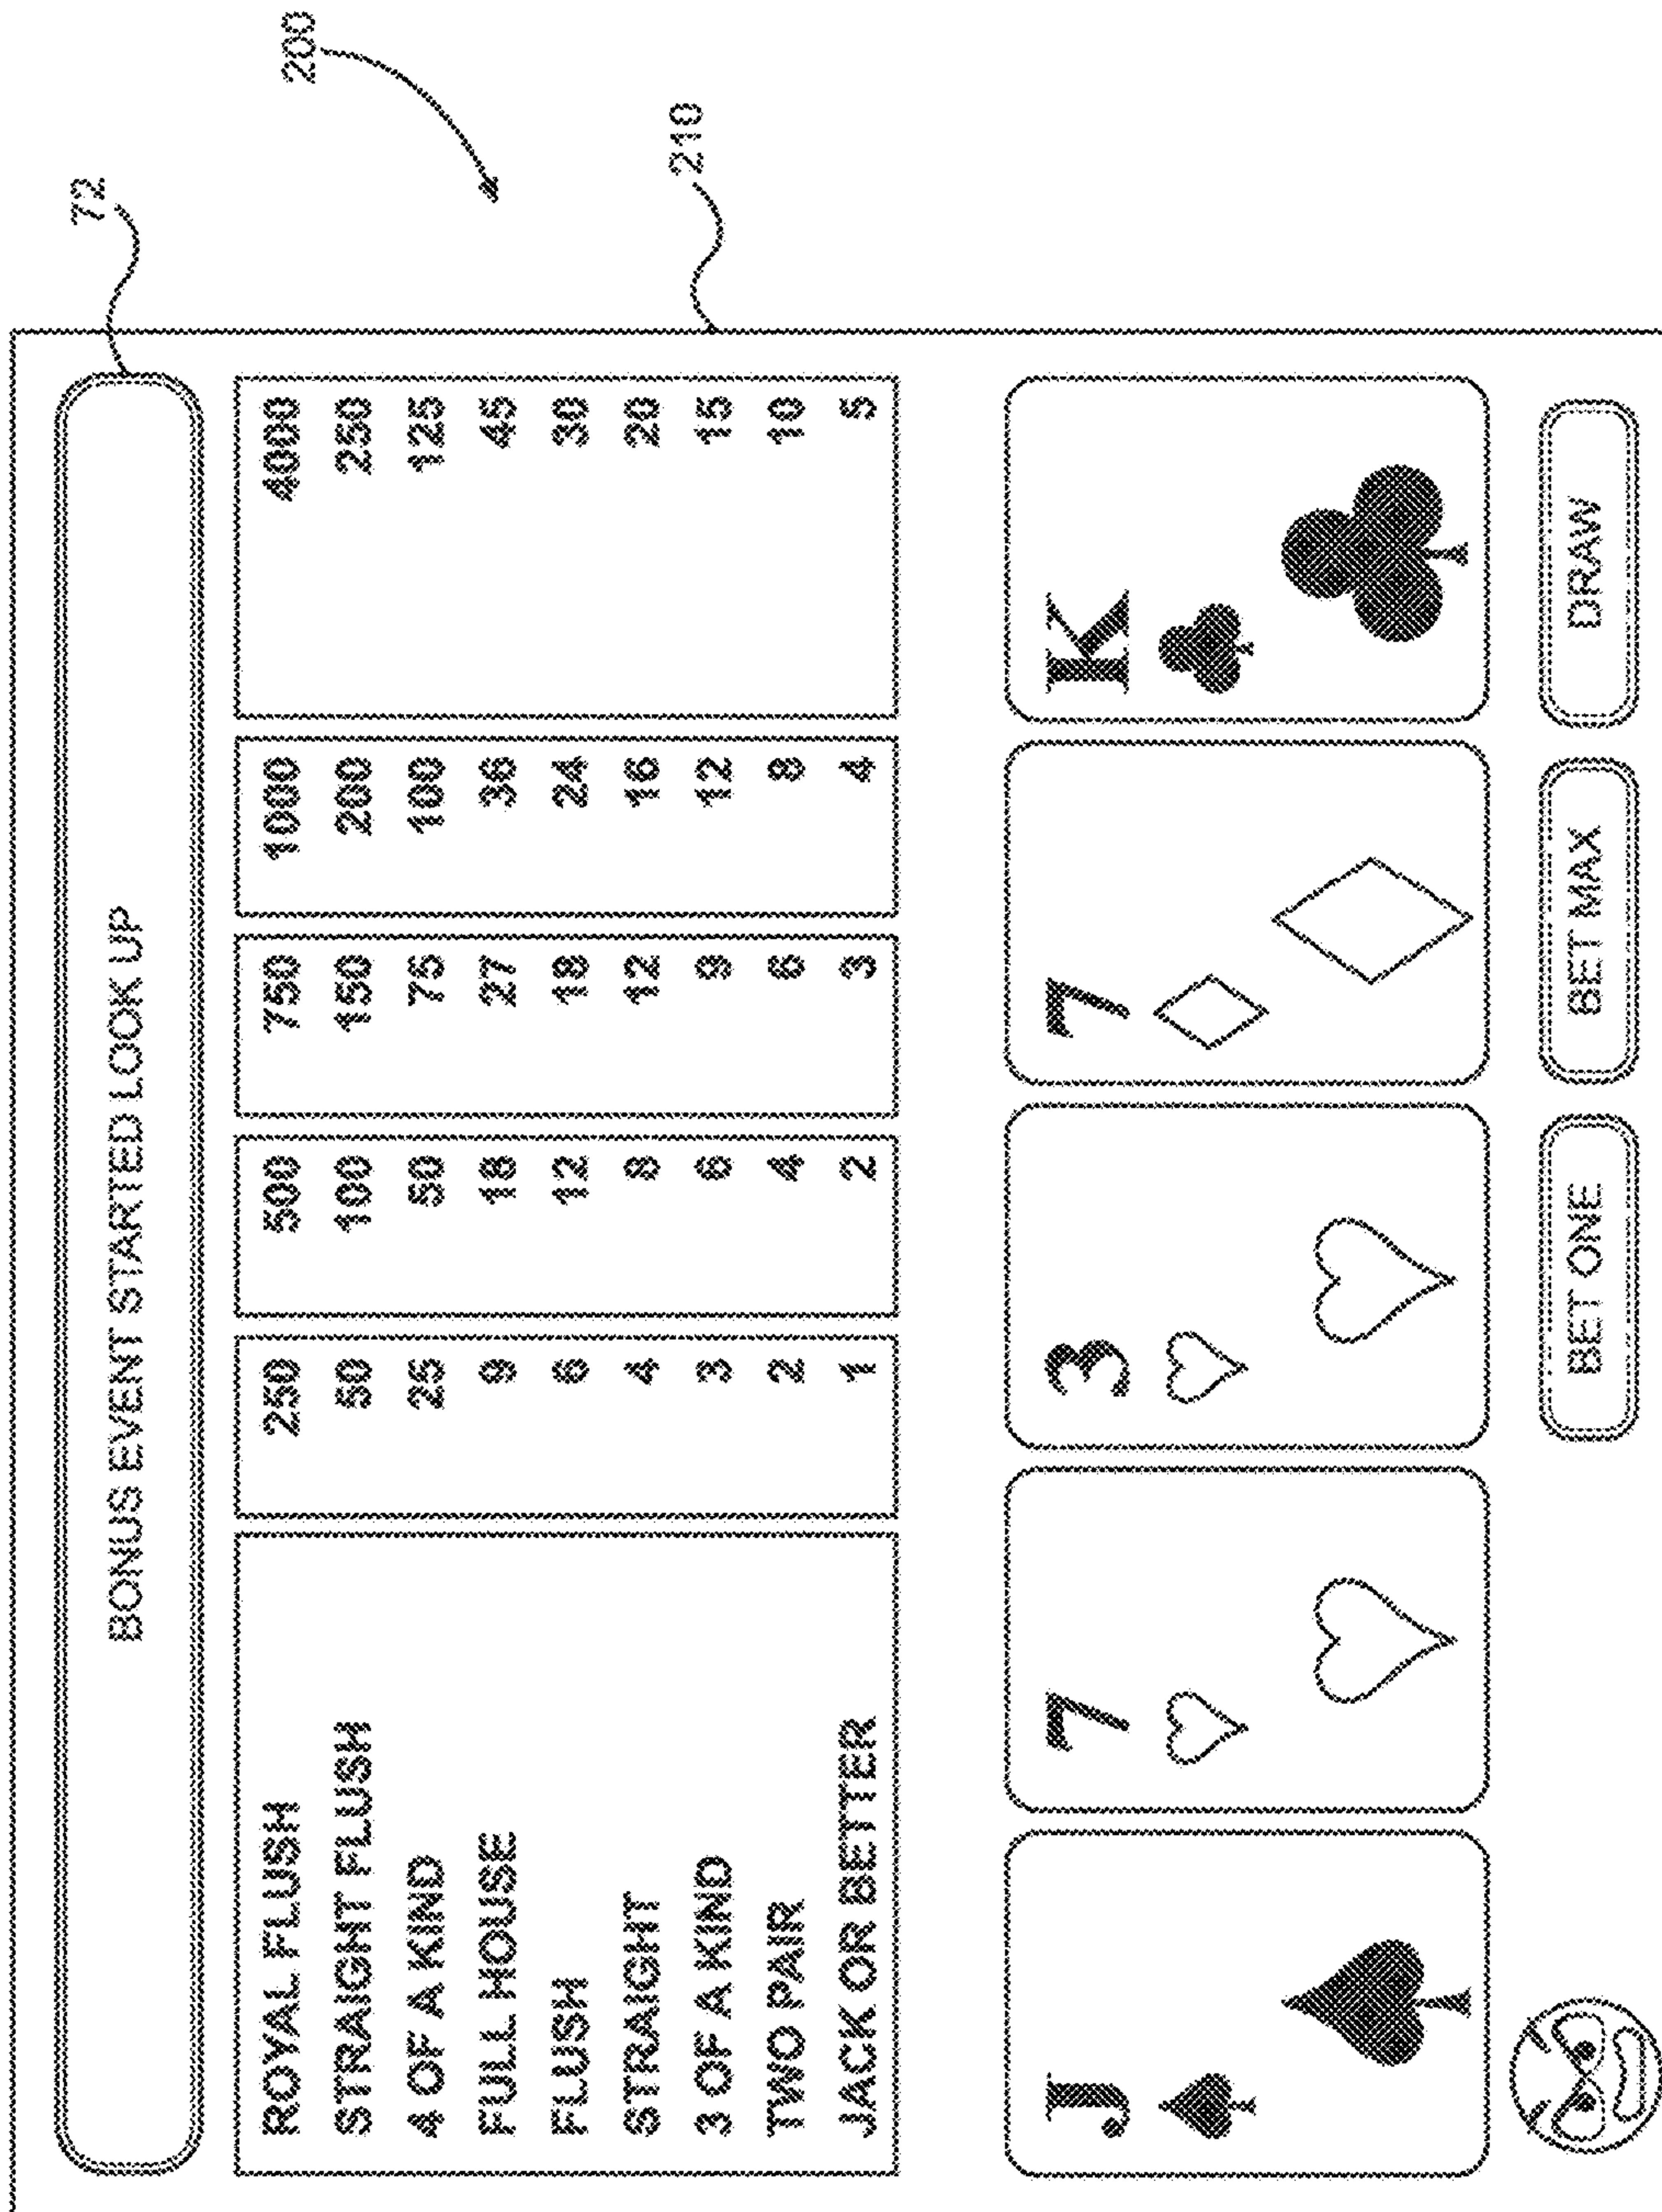 72
200
210
BONUS EVENT STARTED LOOK UP
ROYAL FLUSH 250 500 750 1000 4000
STRAIGHT FLUSH 50 100 150 200 250
4 OF A KIND 25 50 75 100 125
FULL HOUSE 9 18 27 36 45
FLUSH 6 12 18 24 30
STRAIGHT 4 8 12 16 20
3 OF A KIND 3 6 9 12 15
TWO PAIR 2 4 6 8 10
JACK OR BETTER 1 2 3 4 5
J 7 3 7 K
BET ONE BET MAX DRAW